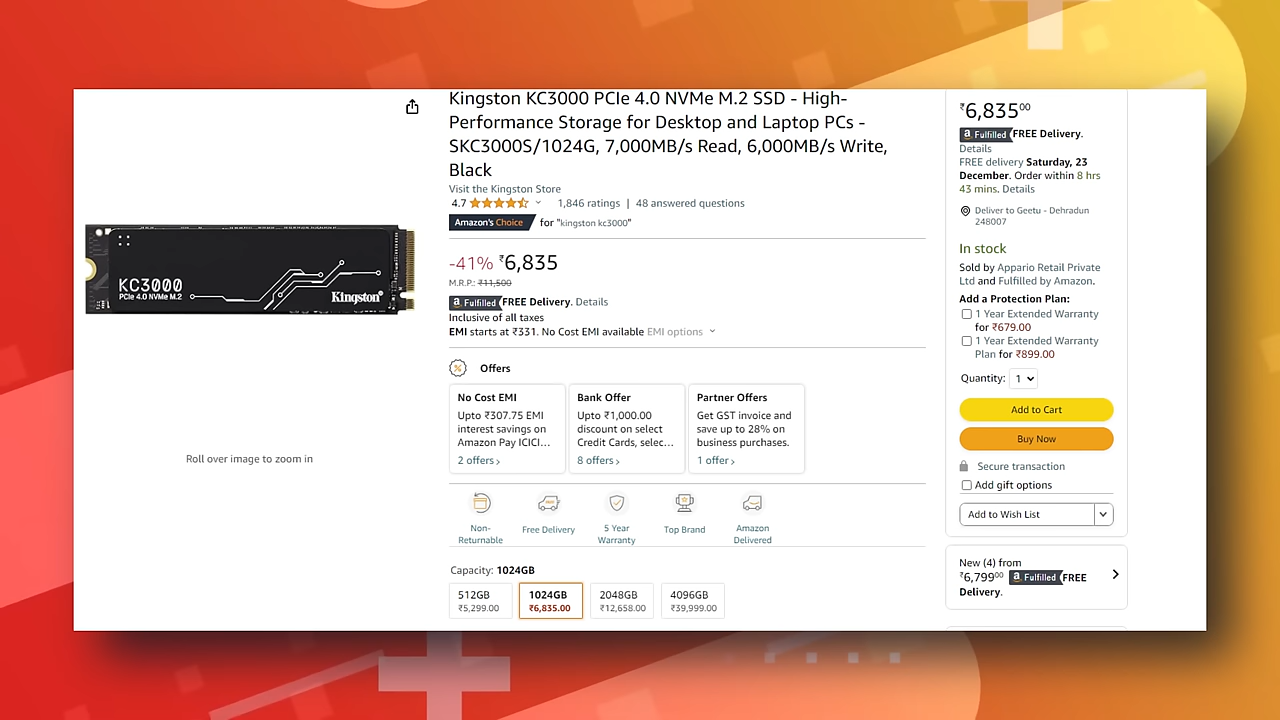 KC3000
PCIe 4.0 NVMe M.2
Kingston
Roll over image to zoom in
Kingston KC3000 PCIe 4.0 NVMe M.2 SSD - High-
Performance Storage for Desktop and Laptop PCs -
SKC3000S/1024G, 7,000MB/s Read, 6,000MB/s Write,
Black
Visit the Kingston Store
4.7 1,846 ratings | 48 answered questions
Amazon's Choice for "kingston kc3000"
-41% ₹6,835
M.R.P.: ₹11,500
a Fulfilled FREE Delivery. Details
Inclusive of all taxes
EMI starts at ₹331. No Cost EMI available EMI options
Offers
No Cost EMI
Upto ₹307.75 EMI
interest savings on
Amazon Pay ICICI…
2 offers ›
Bank Offer
Upto ₹1,000.00
discount on select
Credit Cards, selec…
8 offers ›
Partner Offers
Get GST invoice and
save up to 28% on
business purchases.
1 offer ›
Non-
Returnable
Free Delivery
5 Year
Warranty
Top Brand
Amazon
Delivered
Capacity: 1024GB
512GB
₹5,299.00
1024GB
₹6,835.00
2048GB
₹12,658.00
4096GB
₹39,999.00
₹6,83500
a Fulfilled FREE Delivery.
Details
FREE delivery Saturday, 23
December. Order within 8 hrs
43 mins. Details
Deliver to Geetu - Dehradun
248007
In stock
Sold by Appario Retail Private
Ltd and Fulfilled by Amazon.
Add a Protection Plan:
1 Year Extended Warranty
for ₹679.00
1 Year Extended Warranty
Plan for ₹899.00
Quantity: 1
Add to Cart
Buy Now
Secure transaction
Add gift options
Add to Wish List
New (4) from
₹6,79900 a Fulfilled FREE
Delivery.